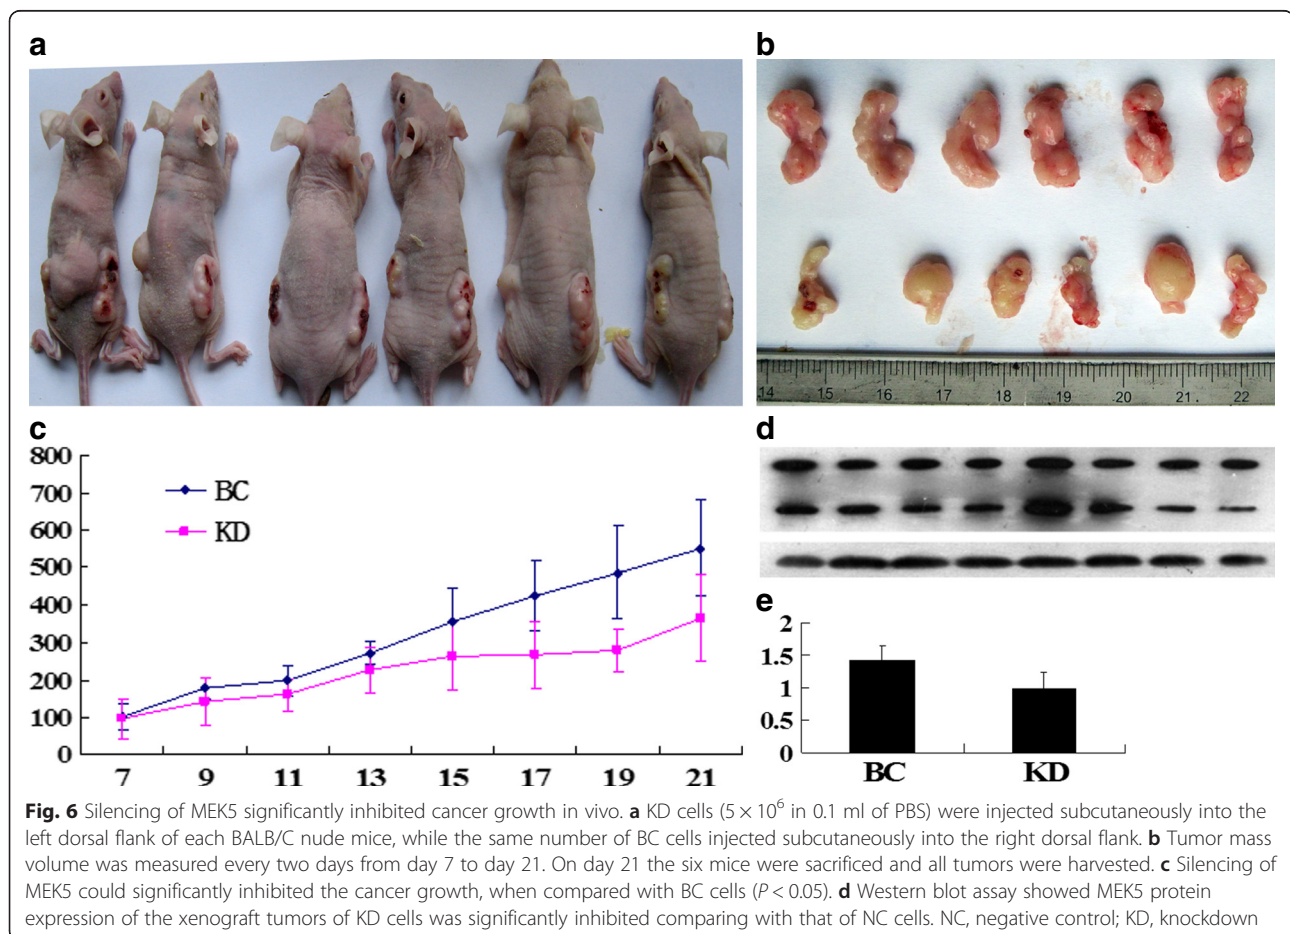 a
b
14 15 16 17 18 19 20 21 22
c
800
700
600
500
400
300
200
100
0
BC
KD
7 9 11 13 15 17 19 21
d
e
2
1.5
1
0.5
0
BC KD
Fig. 6 Silencing of MEK5 significantly inhibited cancer growth in vivo. a KD cells (5 × 10⁶ in 0.1 ml of PBS) were injected subcutaneously into the
left dorsal flank of each BALB/C nude mice, while the same number of BC cells injected subcutaneously into the right dorsal flank. b Tumor mass
volume was measured every two days from day 7 to day 21. On day 21 the six mice were sacrificed and all tumors were harvested. c Silencing of
MEK5 could significantly inhibited the cancer growth, when compared with BC cells (P < 0.05). d Western blot assay showed MEK5 protein
expression of the xenograft tumors of KD cells was significantly inhibited comparing with that of NC cells. NC, negative control; KD, knockdown